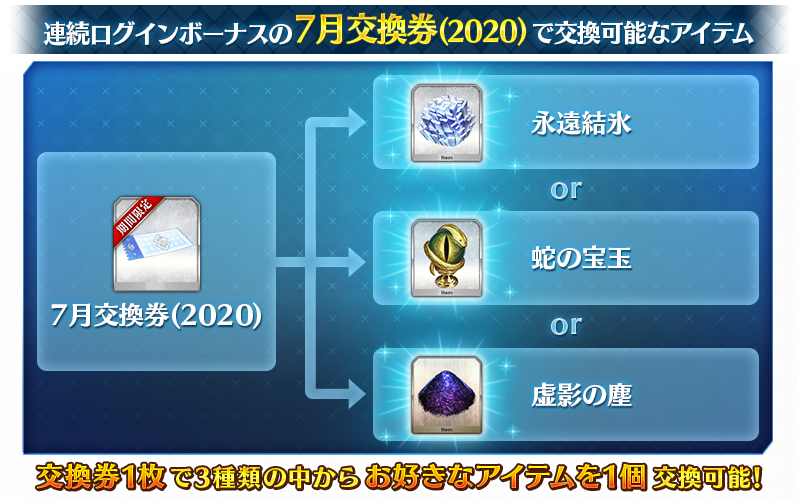 連続ログインボーナスの7月交換券(2020)で交換可能なアイテム
期間限定
7月交換券(2020)
Item
永遠結氷
or
Item
蛇の宝玉
or
Item
虚影の塵
交換券1枚で3種類の中からお好きなアイテムを1個交換可能!